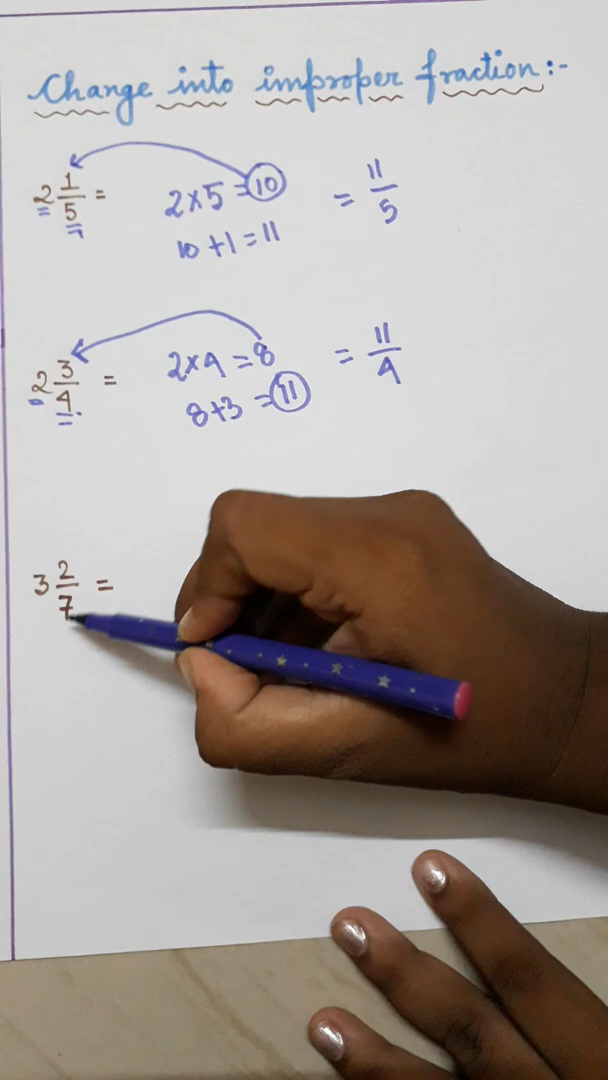 Change into improper fraction:-
2 1/5 = 2×5=10 = 11/5
10+1=11
2 3/4 = 2×4=8 = 11/4
8+3=11
3 2/7 =